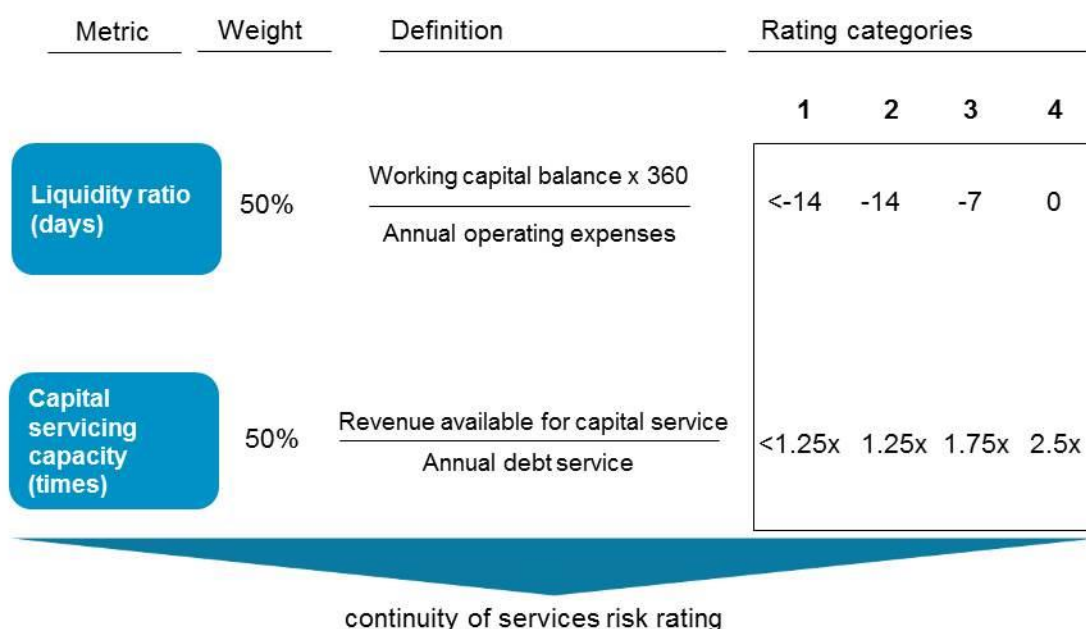 Metric Weight Definition Rating categories
1 2 3 4
Liquidity ratio
(days)
50%
Working capital balance x 360
Annual operating expenses
<-14 -14 -7 0
Capital
servicing
capacity
(times)
50%
Revenue available for capital service
Annual debt service
<1.25x 1.25x 1.75x 2.5x
continuity of services risk rating